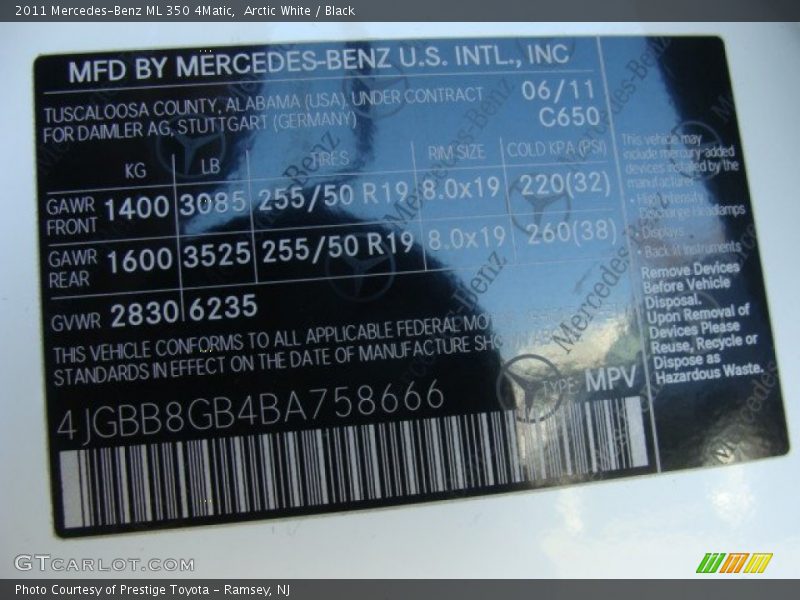 2011 Mercedes-Benz ML 350 4Matic, Arctic White / Black
MFD BY MERCEDES-BENZ U.S. INTL., INC
TUSCALOOSA COUNTY, ALABAMA (USA). UNDER CONTRACT
FOR DAIMLER AG, STUTTGART (GERMANY)
06/11
C650
KG LB TIRES RIM SIZE COLD KPA (PSI)
GAWR FRONT 1400 3085 255/50 R19 8.0x19 220(32)
GAWR REAR 1600 3525 255/50 R19 8.0x19 260(38)
GVWR 2830 6235
THIS VEHICLE CONFORMS TO ALL APPLICABLE FEDERAL
STANDARDS IN EFFECT ON THE DATE OF MANUFACTURE
TYPE: MPV
4JGBB8GB4BA758666
This vehicle may
include mercury-added
devices installed by the
manufacturer:
• High Intensity
Discharge Headlamps
• Displays
• Instruments
Remove Devices
Before Vehicle
Disposal.
Upon Removal of
Devices Please
Reuse, Recycle or
Dispose as
Hazardous Waste.
Mercedes-Benz
GTCARLOT.COM
Photo Courtesy of Prestige Toyota - Ramsey, NJ